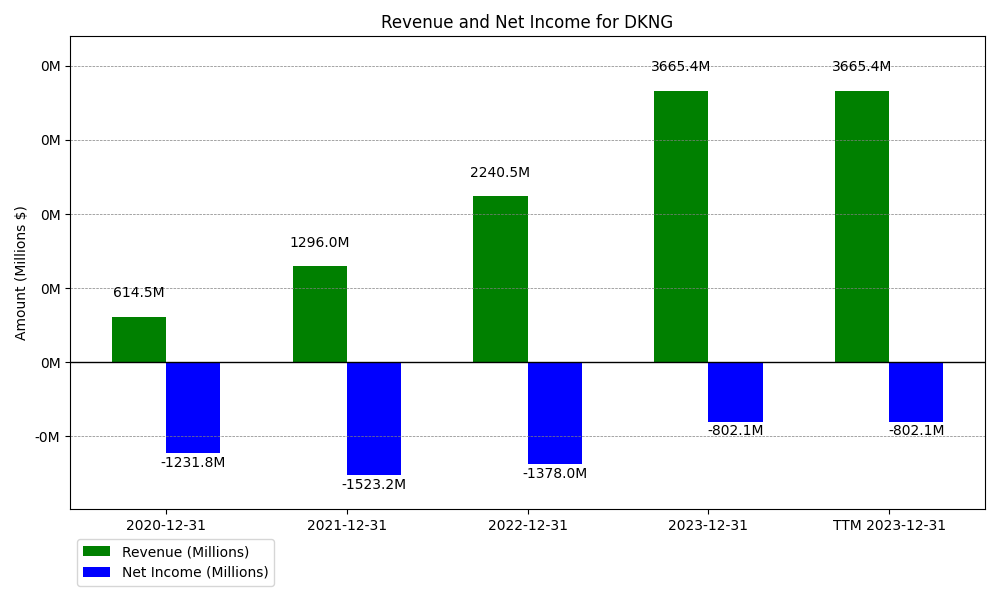 Revenue and Net Income for DKNG
Amount (Millions $)
0M
0M
0M
0M
0M
-0M
614.5M
1296.0M
2240.5M
3665.4M
3665.4M
-1231.8M
-1523.2M
-1378.0M
-802.1M
-802.1M
2020-12-31
2021-12-31
2022-12-31
2023-12-31
TTM 2023-12-31
Revenue (Millions)
Net Income (Millions)